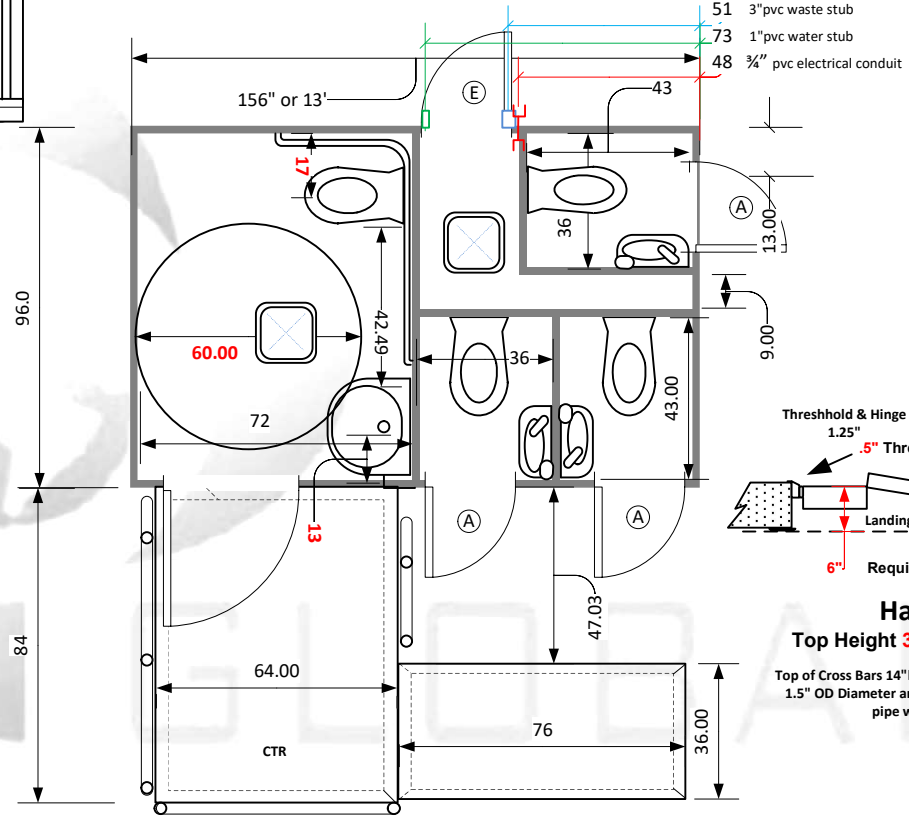 51 3"pvc waste stub
73 1"pvc water stub
48 ¾" pvc electrical conduit
156" or 13'
E
43
17
36
A
13.00
96.0
42.49
9.00
60.00
36
43.00
72
Threshhold & Hinge
1.25"
.5" Thre
13
A
A
Landing
6" Requi
47.03
Ha
Top Height 3
84
64.00
Top of Cross Bars 14"
1.5" OD Diameter an
pipe w
76
36.00
CTR
GLOBA